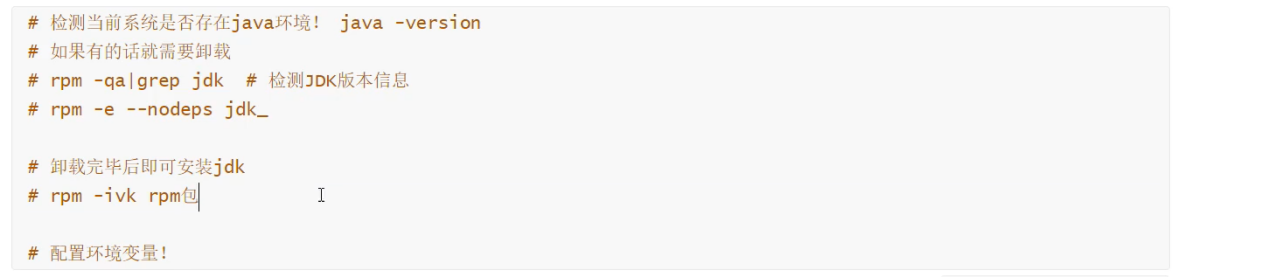 # 检测当前系统是否存在java环境! java -version
# 如果有的话就需要卸载
# rpm -qa|grep jdk  # 检测JDK版本信息
# rpm -e --nodeps jdk_
# 卸载完毕后即可安装jdk
# rpm -ivk rpm包
# 配置环境变量!